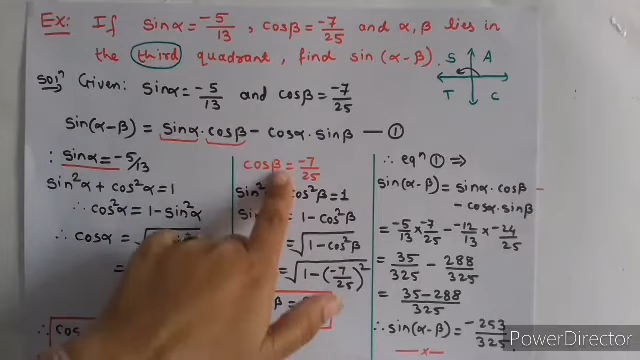 Ex: If sinα = -5/13, cosβ = -7/25 and α, β lies in
the third quadrant, find sin (α-β).
S A
T C
Solⁿ Given: sinα = -5/13 and cosβ = -7/25
sin(α-β) = sinα·cosβ - cosα·sinβ — ①
: sinα = -5/13
sin²α + cos²α = 1
∴ cos²α = 1 - sin²α
∴ cosα =
=
∴ cos
cosβ = -7/25
sin² cos²β = 1
sin 1 - cos²β
= √1 - cos²β
= √1 - (-7/25)²
β =
∴ eqⁿ ① ⇒
sin(α-β) = sinα·cosβ
- cosα·sinβ
= -5/13 × -7/25 - -12/13 × -24/25
= 35/325 - 288/325
= 35-288/325
∴ sin(α-β) = -253/325
—x—
PowerDirector